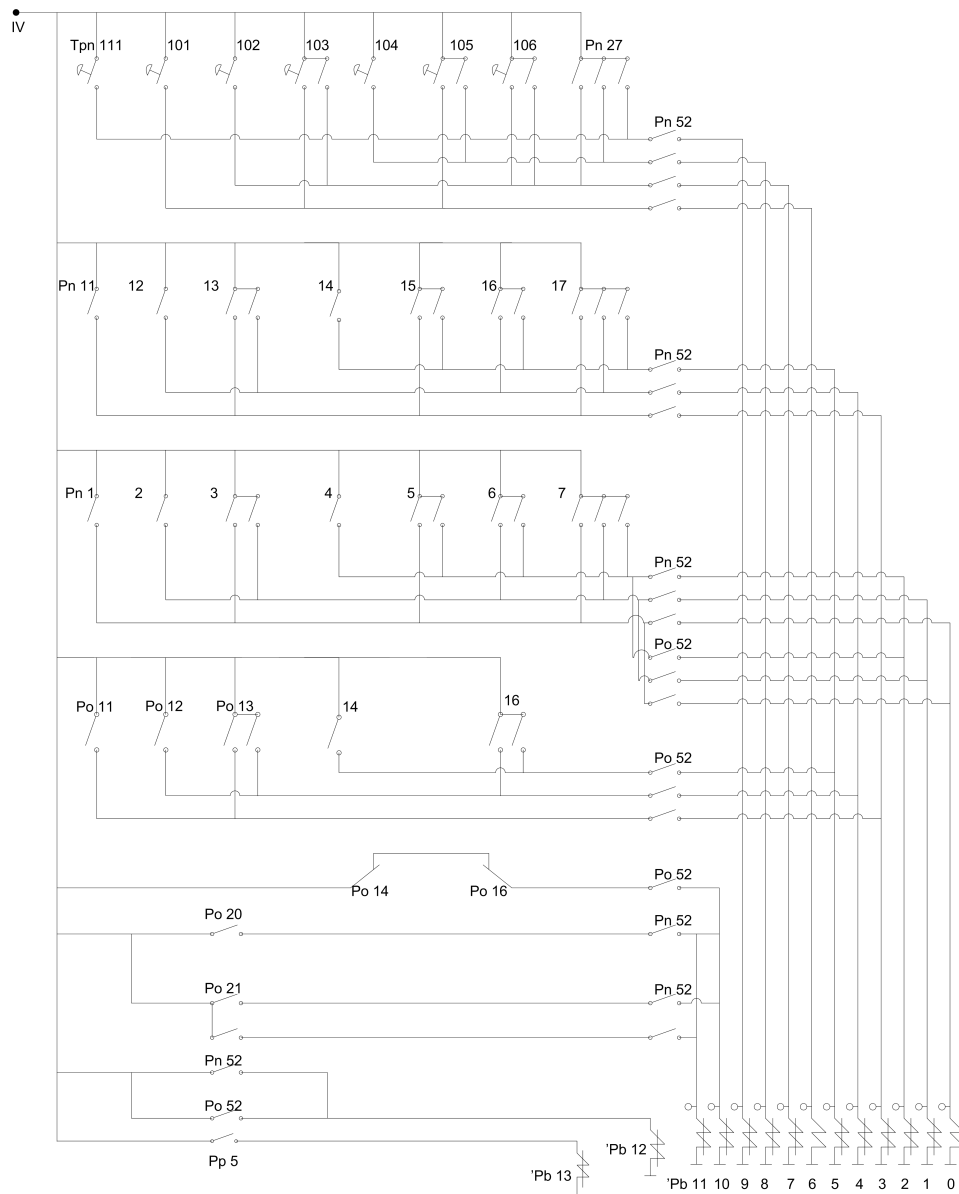 IV
Tpn 111 101 102 103 104 105 106 Pn 27
Pn 52
Pn 11 12 13 14 15 16 17
Pn 52
Pn 1 2 3 4 5 6 7
Pn 52
Po 52
Po 11 Po 12 Po 13 14 16
Po 52
Po 14 Po 16 Po 52
Po 20 Pn 52
Po 21 Pn 52
Pn 52
Po 52
Pp 5 'Pb 13 'Pb 12
'Pb 11 10 9 8 7 6 5 4 3 2 1 0